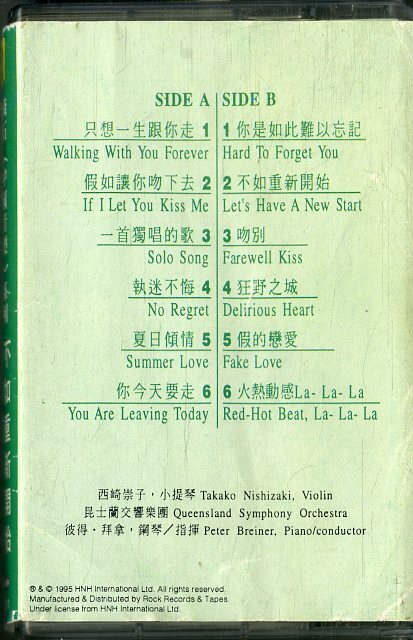 SIDE A SIDE B
只想一生跟你走 1 1 你是如此難以忘記
Walking With You Forever Hard To Forget You
假如讓你吻下去 2 2 不如重新開始
If I Let You Kiss Me Let's Have A New Start
一首獨唱的歌 3 3 吻別
Solo Song Farewell Kiss
執迷不悔 4 4 狂野之城
No Regret Delirious Heart
夏日傾情 5 5 假的戀愛
Summer Love Fake Love
你今天要走 6 6 火熱動感La- La- La
You Are Leaving Today Red-Hot Beat, La- La- La
西崎崇子，小提琴 Takako Nishizaki, Violin
昆士蘭交響樂團 Queensland Symphony Orchestra
彼得・拜拿，鋼琴／指揮 Peter Breiner, Piano/conductor
℗ & © 1995 HNH International Ltd. All rights reserved.
Manufactured & Distributed by Rock Records & Tapes
Under license from HNH International Ltd.
不如重新開始